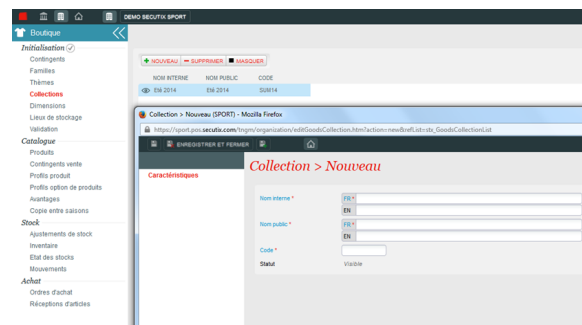 DEMO SECUTIX SPORT
Boutique
Initialisation
Contingents
Familles
Thèmes
Collections
Dimensions
Lieux de stockage
Validation
Catalogue
Produits
Contingents vente
Profils produit
Profils option de produits
Avantages
Copie entre saisons
Stock
Ajustements de stock
Inventaire
Etat des stocks
Mouvements
Achat
Ordres d'achat
Réceptions d'articles
NOUVEAU SUPPRIMER MASQUER
NOM INTERNE NOM PUBLIC CODE
Eté 2014 Eté 2014 SUM14
Collection > Nouveau (SPORT) - Mozilla Firefox
https://sport.pos.secutix.com/tngm/organization/editGoodsCollection.htm?action=new&refList=stx_GoodsCollectionList
ENREGISTRER ET FERMER
Collection > Nouveau
Caractéristiques
Nom interne * FR *
EN
Nom public * FR *
EN
Code *
Statut Visible